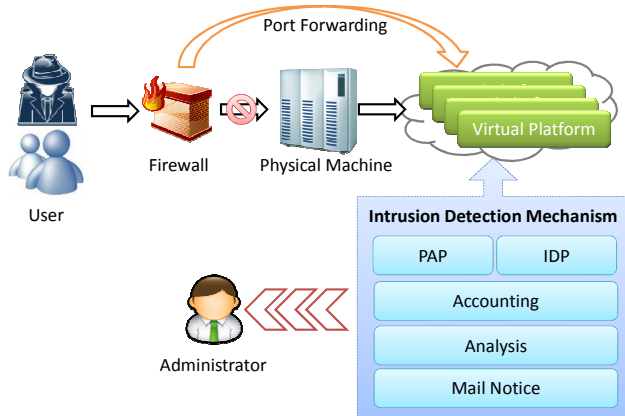 Port Forwarding
Virtual Platform
Firewall
Physical Machine
User
Intrusion Detection Mechanism
PAP
IDP
Accounting
Analysis
Mail Notice
Administrator